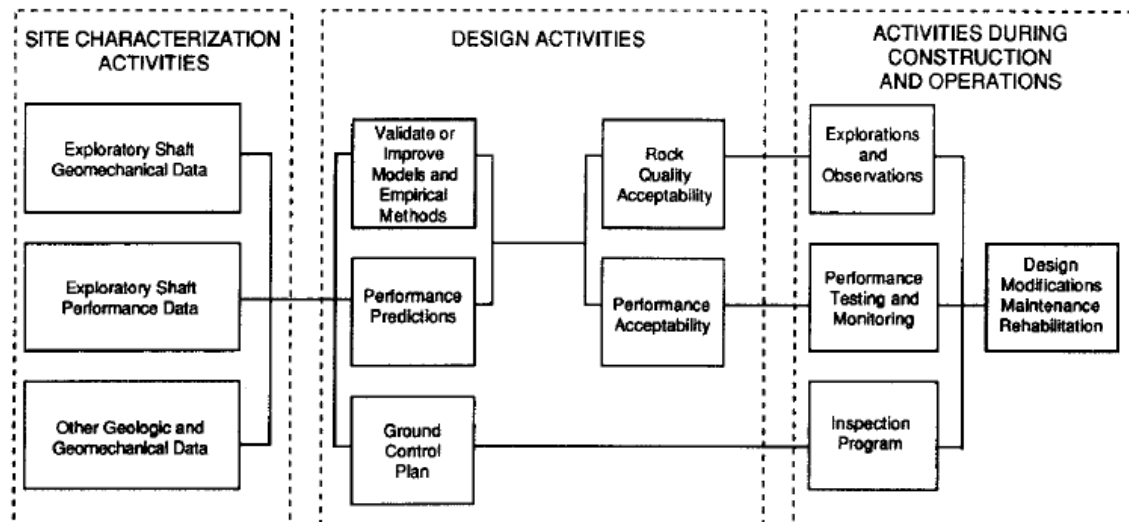 SITE CHARACTERIZATION
ACTIVITIES
Exploratory Shaft
Geomechanical Data
Exploratory Shaft
Performance Data
Other Geologic and
Geomechanical Data
DESIGN ACTIVITIES
Validate or
Improve
Models and
Empirical
Methods
Performance
Predictions
Ground
Control
Plan
Rock
Quality
Acceptability
Performance
Acceptability
ACTIVITIES DURING
CONSTRUCTION
AND OPERATIONS
Explorations
and
Observations
Performance
Testing and
Monitoring
Inspection
Program
Design
Modifications
Maintenance
Rehabilitation